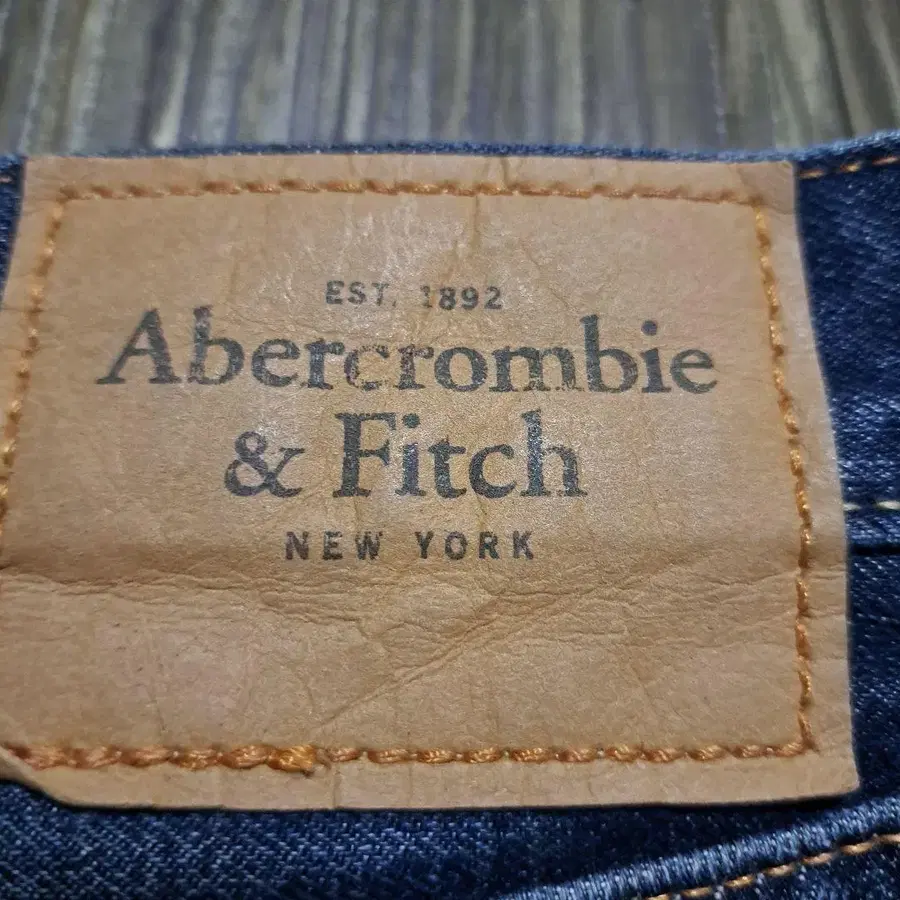 EST. 1892
Abercrombie
& Fitch
NEW YORK